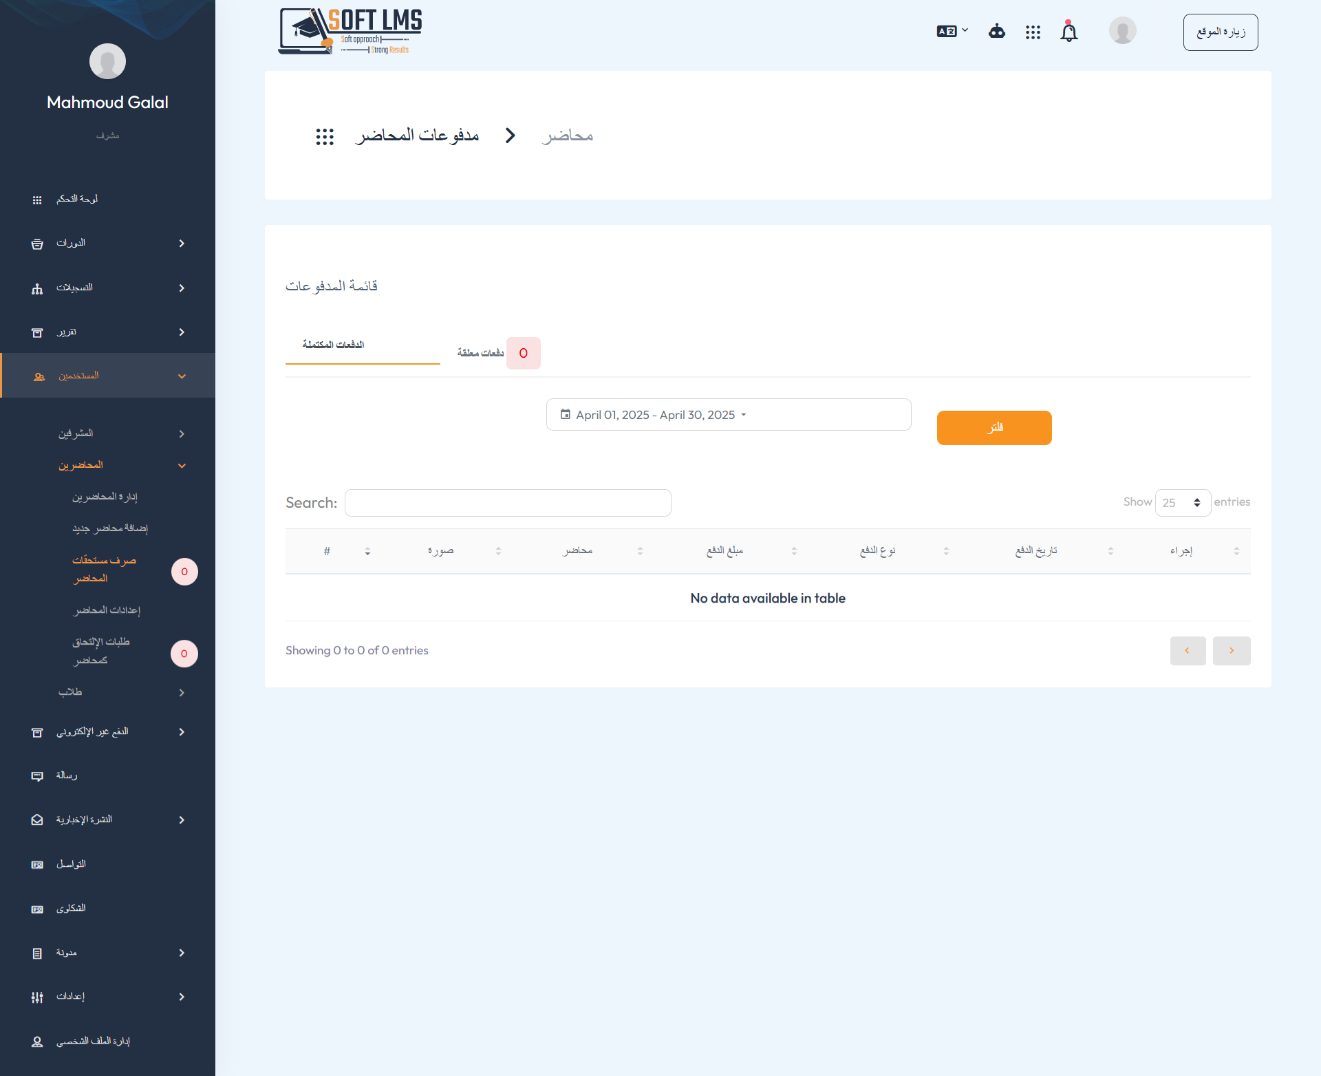 Mahmoud Galal
مشرف
لوحة التحكم
الدورات
التسجيلات
تقرير
المستخدمين
المشرفين
المحاضرين
إدارة المحاضرين
إضافة محاضر جديد
صرف مستحقات
المحاضر
0
إعدادات المحاضر
طلبات الإلتحاق
كمحاضر
0
طلاب
الدفع غير الإلكتروني
رسالة
النشرة الإخبارية
التواصل
الشكاوى
مدونة
إعدادات
إدارة الملف الشخصي
SOFT LMS
Soft approach
Strong Results
زيارة الموقع
مدفوعات المحاضر > محاضر
قائمة المدفوعات
الدفعات المكتملة
دفعات معلقة 0
April 01, 2025 - April 30, 2025
فلتر
Search:
Show 25 entries
# صورة محاضر مبلغ الدفع نوع الدفع تاريخ الدفع إجراء
No data available in table
Showing 0 to 0 of 0 entries